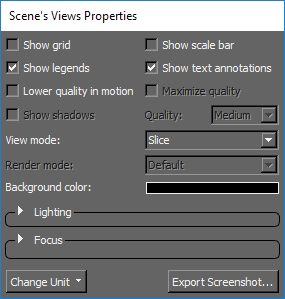 Scene's Views Properties
Show grid Show scale bar
Show legends Show text annotations
Lower quality in motion Maximize quality
Show shadows Quality: Medium
View mode: Slice
Render mode: Default
Background color:
Lighting
Focus
Change Unit Export Screenshot...